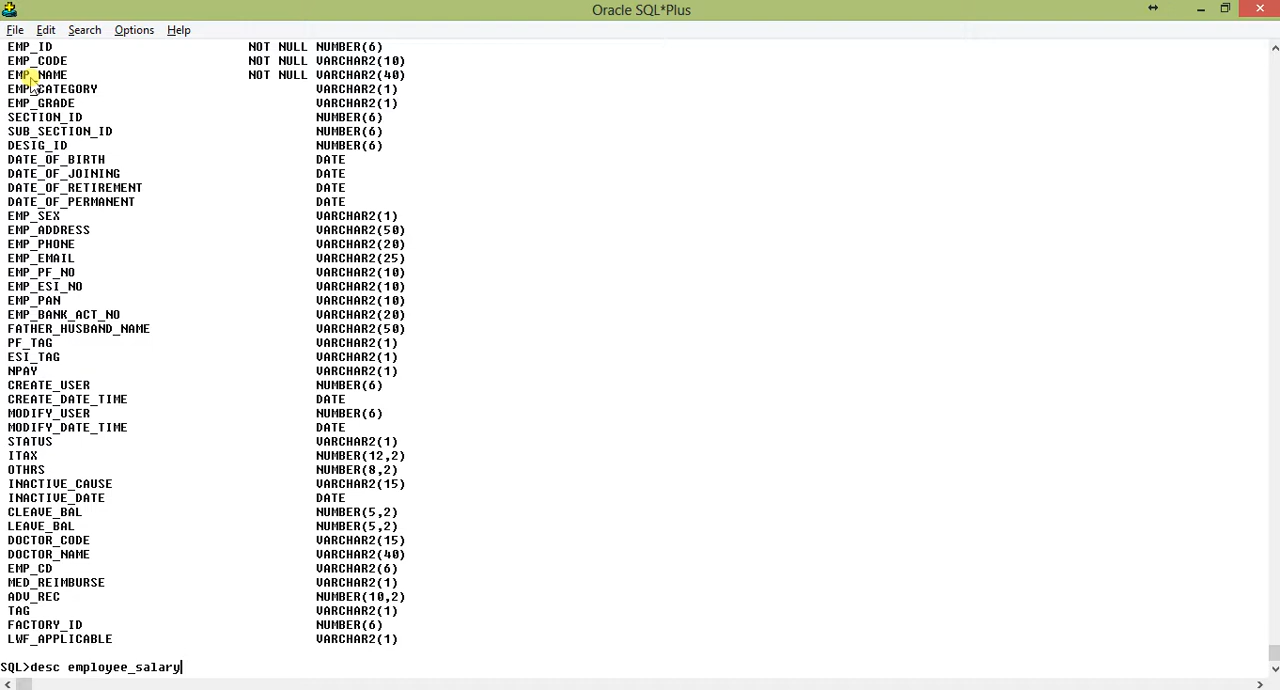 Oracle SQL*Plus
File Edit Search Options Help
EMP_ID NOT NULL NUMBER(6)
EMP_CODE NOT NULL VARCHAR2(10)
EMP_NAME NOT NULL VARCHAR2(40)
EMP_CATEGORY VARCHAR2(1)
EMP_GRADE VARCHAR2(1)
SECTION_ID NUMBER(6)
SUB_SECTION_ID NUMBER(6)
DESIG_ID NUMBER(6)
DATE_OF_BIRTH DATE
DATE_OF_JOINING DATE
DATE_OF_RETIREMENT DATE
DATE_OF_PERMANENT DATE
EMP_SEX VARCHAR2(1)
EMP_ADDRESS VARCHAR2(50)
EMP_PHONE VARCHAR2(20)
EMP_EMAIL VARCHAR2(25)
EMP_PF_NO VARCHAR2(10)
EMP_ESI_NO VARCHAR2(10)
EMP_PAN VARCHAR2(10)
EMP_BANK_ACT_NO VARCHAR2(20)
FATHER_HUSBAND_NAME VARCHAR2(50)
PF_TAG VARCHAR2(1)
ESI_TAG VARCHAR2(1)
NPAY VARCHAR2(1)
CREATE_USER NUMBER(6)
CREATE_DATE_TIME DATE
MODIFY_USER NUMBER(6)
MODIFY_DATE_TIME DATE
STATUS VARCHAR2(1)
ITAX NUMBER(12,2)
OTHRS NUMBER(8,2)
INACTIVE_CAUSE VARCHAR2(15)
INACTIVE_DATE DATE
CLEAVE_BAL NUMBER(5,2)
LEAVE_BAL NUMBER(5,2)
DOCTOR_CODE VARCHAR2(15)
DOCTOR_NAME VARCHAR2(40)
EMP_CD VARCHAR2(6)
MED_REIMBURSE VARCHAR2(1)
ADV_REC NUMBER(10,2)
TAG VARCHAR2(1)
FACTORY_ID NUMBER(6)
LWF_APPLICABLE VARCHAR2(1)
SQL>desc employee_salary